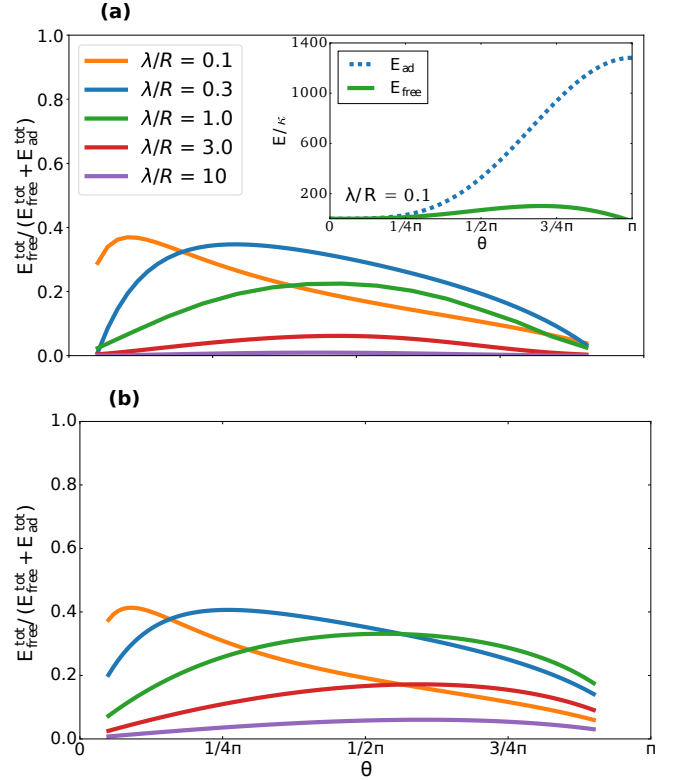 (a)
1.0
0.8
0.6
0.4
0.2
0.0
E_free^tot/(E_free^tot + E_ad^tot)
λ/R = 0.1
λ/R = 0.3
λ/R = 1.0
λ/R = 3.0
λ/R = 10
1400
1000
600
200
E/κ
E_ad
E_free
λ/R = 0.1
0 1/4π 1/2π 3/4π π
θ
(b)
1.0
0.8
0.6
0.4
0.2
0.0
E_free^tot/(E_free^tot + E_ad^tot)
0 1/4π 1/2π 3/4π π
θ